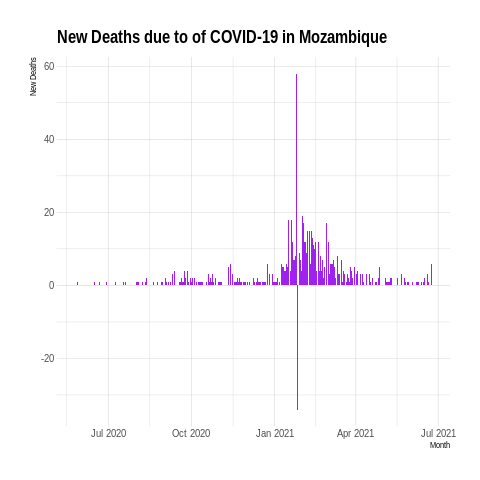 New Deaths due to of COVID-19 in Mozambique
New Deaths
60
40
20
0
-20
Jul 2020 Oct 2020 Jan 2021 Apr 2021 Jul 2021
Month